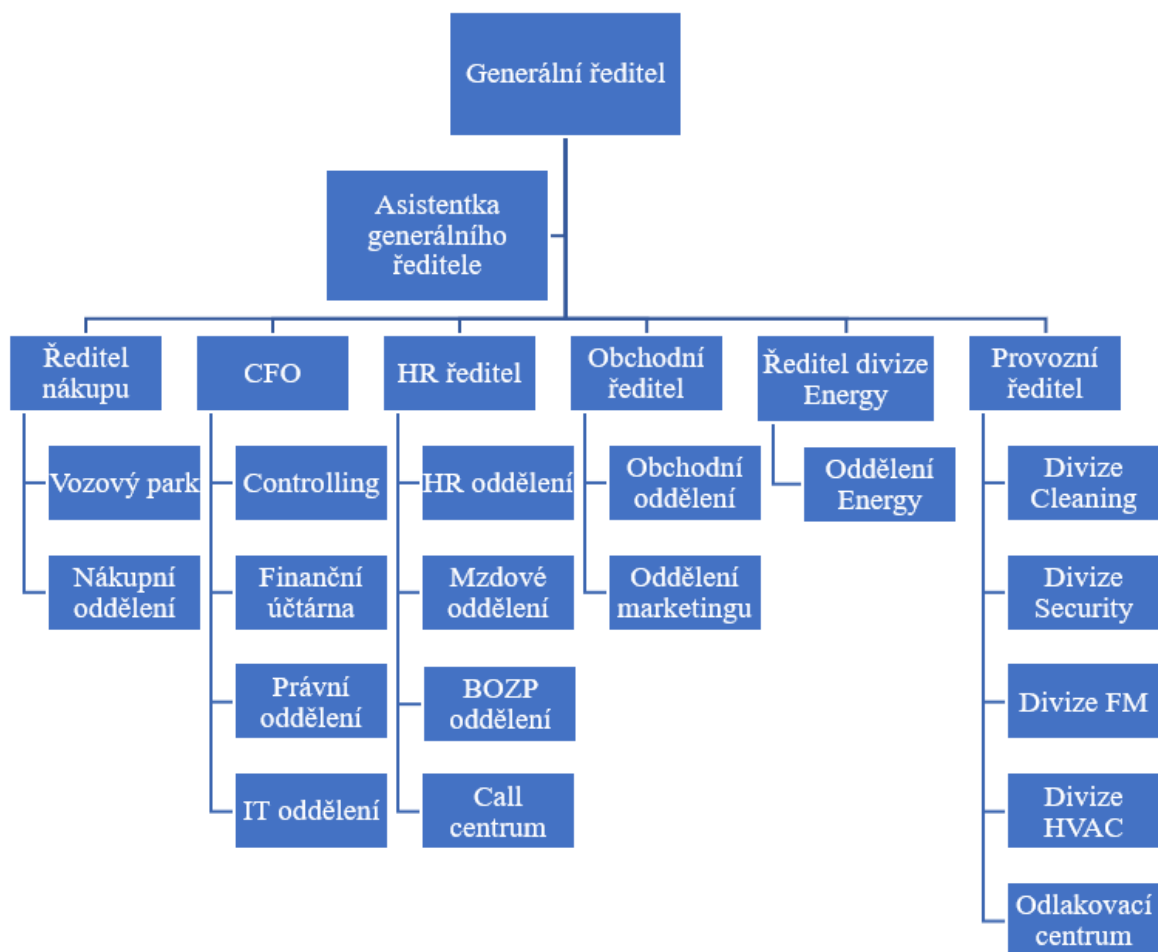 Generální ředitel
Asistentka
generálního
ředitele
Ředitel
nákupu
CFO
HR ředitel
Obchodní
ředitel
Ředitel divize
Energy
Provozní
ředitel
Vozový park
Nákupní
oddělení
Controlling
Finanční
účtárna
Právní
oddělení
IT oddělení
HR oddělení
Mzdové
oddělení
BOZP
oddělení
Call
centrum
Obchodní
oddělení
Oddělení
marketingu
Oddělení
Energy
Divize
Cleaning
Divize
Security
Divize FM
Divize
HVAC
Odlakovací
centrum